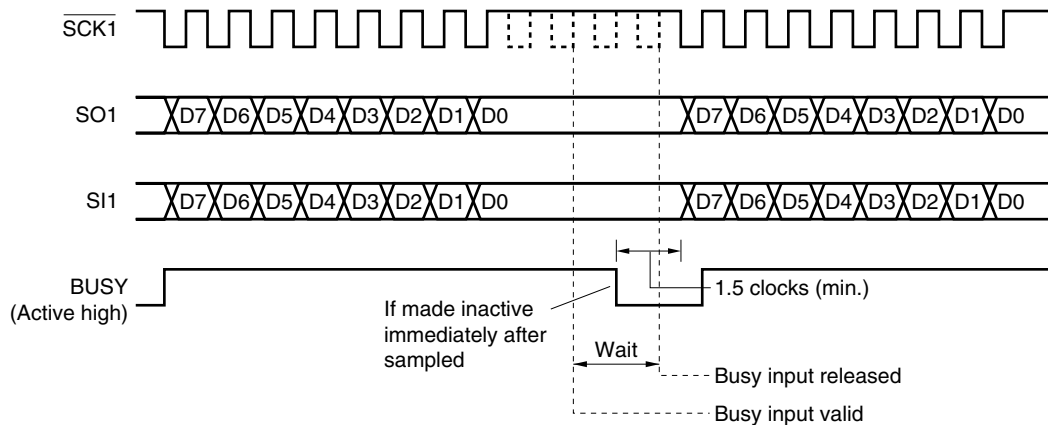 SCK1
SO1
D7 D6 D5 D4 D3 D2 D1 D0 D7 D6 D5 D4 D3 D2 D1 D0
SI1
D7 D6 D5 D4 D3 D2 D1 D0 D7 D6 D5 D4 D3 D2 D1 D0
BUSY
(Active high)
1.5 clocks (min.)
If made inactive
immediately after
sampled
Wait
Busy input released
Busy input valid